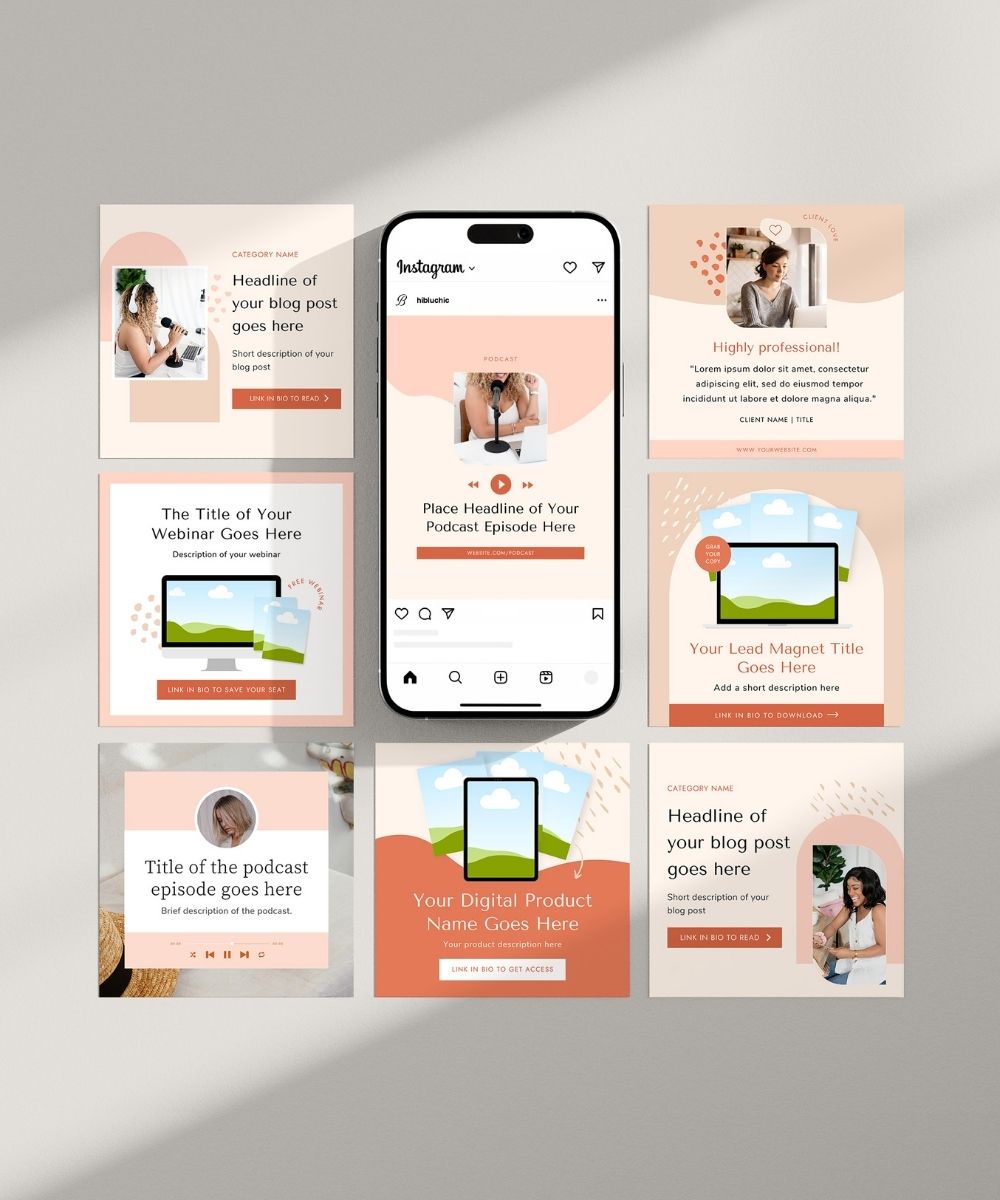 CATEGORY NAME
Headline of
your blog post
goes here
Short description of your
blog post
LINK IN BIO TO READ
Instagram
B
hibluchic
PODCAST
Place Headline of Your
Podcast Episode Here
WEBSITE.COM/PODCAST
CLIENT LOVE
Highly professional!
"Lorem ipsum dolor sit amet, consectetur
adipiscing elit, sed do eiusmod tempor
incididunt ut labore et dolore magna aliqua."
CLIENT NAME | TITLE
WWW.YOURWEBSITE.COM
The Title of Your
Webinar Goes Here
Description of your webinar
FREE WEBINAR
LINK IN BIO TO SAVE YOUR SEAT
GRAB
YOUR
COPY
Your Lead Magnet Title
Goes Here
Add a short description here
LINK IN BIO TO DOWNLOAD
Title of the podcast
episode goes here
Brief description of the podcast.
Your Digital Product
Name Goes Here
Your product description here
LINK IN BIO TO GET ACCESS
CATEGORY NAME
Headline of
your blog post
goes here
Short description of your
blog post
LINK IN BIO TO READ